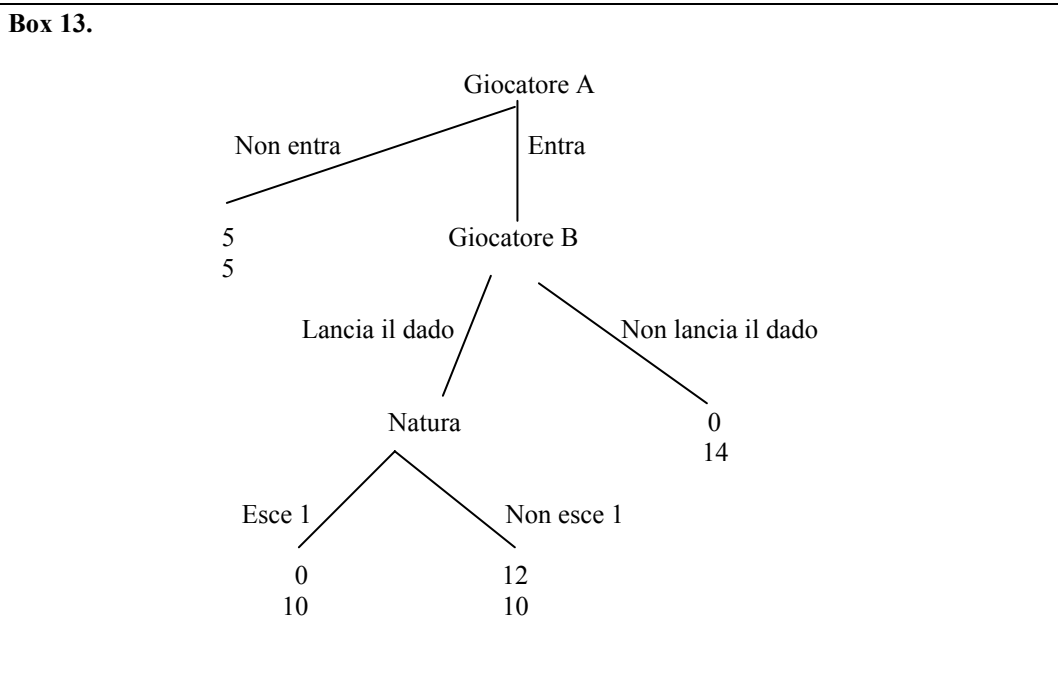 Box 13.
Giocatore A
Non entra Entra
5 Giocatore B
5
Lancia il dado Non lancia il dado
Natura 0
14
Esce 1 Non esce 1
0 12
10 10